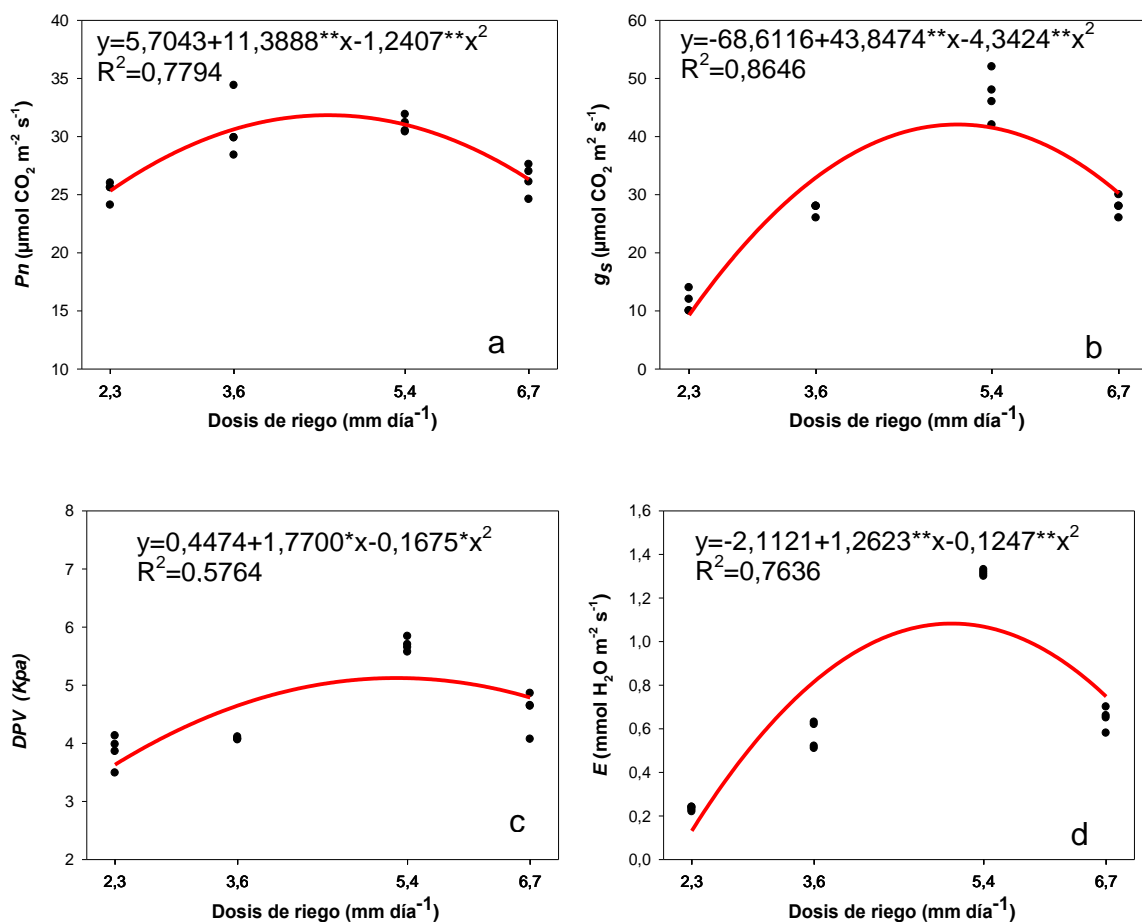 y=5,7043+11,3888**x-1,2407**x²
R²=0,7794
40
35
30
25
20
15
10
Pn (µmol CO₂ m⁻² s⁻¹)
a
2,3 3,6 5,4 6,7
Dosis de riego (mm día⁻¹)
y=-68,6116+43,8474**x-4,3424**x²
R²=0,8646
60
50
40
30
20
10
0
gs (µmol CO₂ m² s⁻¹)
b
2,3 3,6 5,4 6,7
Dosis de riego (mm día⁻¹)
y=0,4474+1,7700*x-0,1675*x²
R²=0,5764
8
7
6
5
4
3
2
DPV (Kpa)
c
2,3 3,6 5,4 6,7
Dosis de riego (mm día⁻¹)
y=-2,1121+1,2623**x-0,1247**x²
R²=0,7636
1,6
1,4
1,2
1,0
0,8
0,6
0,4
0,2
0,0
E (mmol H₂O m⁻² s⁻¹)
d
2,3 3,6 5,4 6,7
Dosis de riego (mm día⁻¹)